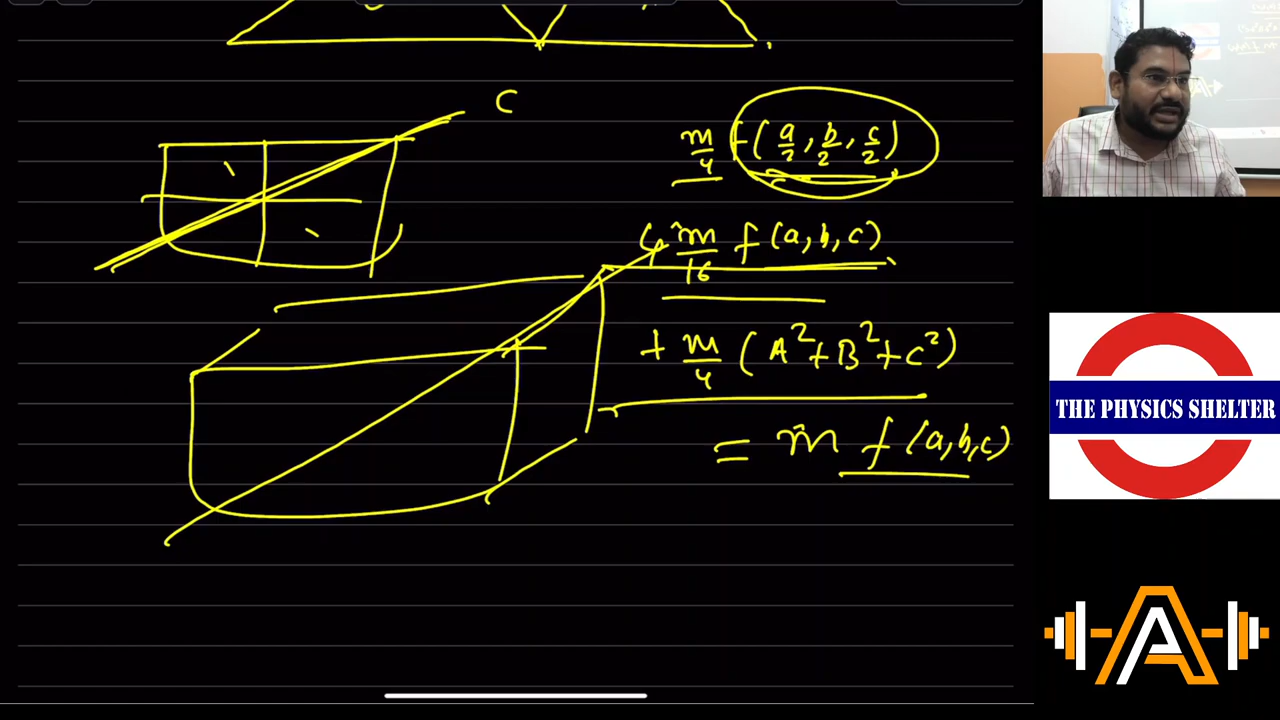 C
m/4 f(a/2, b/2, c/2)
4 m/16 f(a, b, c)
+ m/4 (A²+B²+C²)
= m f(a, b, c)
THE PHYSICS SHELTER
A